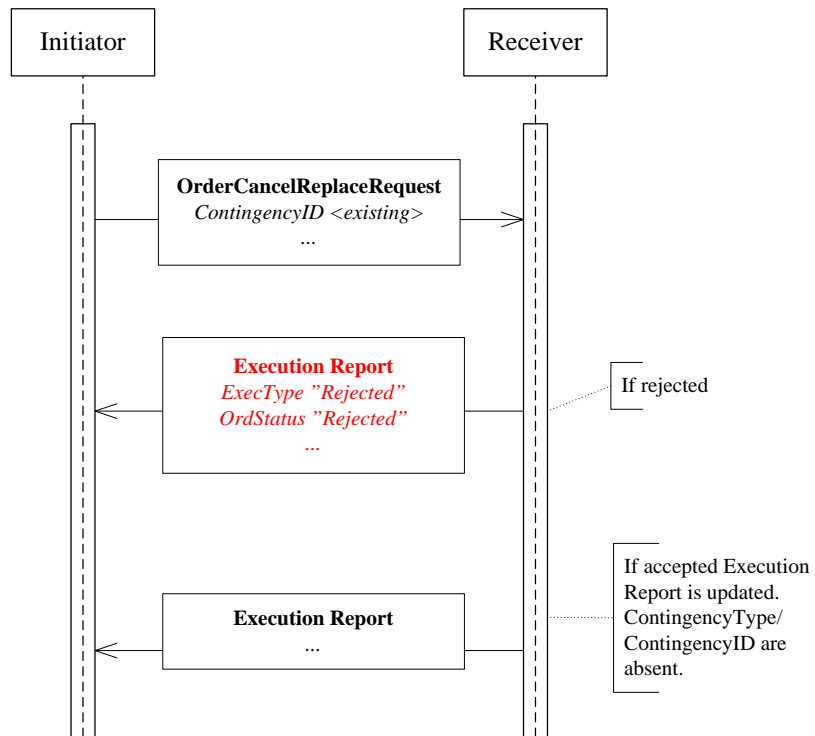 Initiator
Receiver
OrderCancelReplaceRequest
ContingencyID <existing>
...
Execution Report
ExecType ”Rejected”
OrdStatus ”Rejected”
...
If rejected
If accepted Execution
Report is updated.
ContingencyType/
ContingencyID are
absent.
Execution Report
...